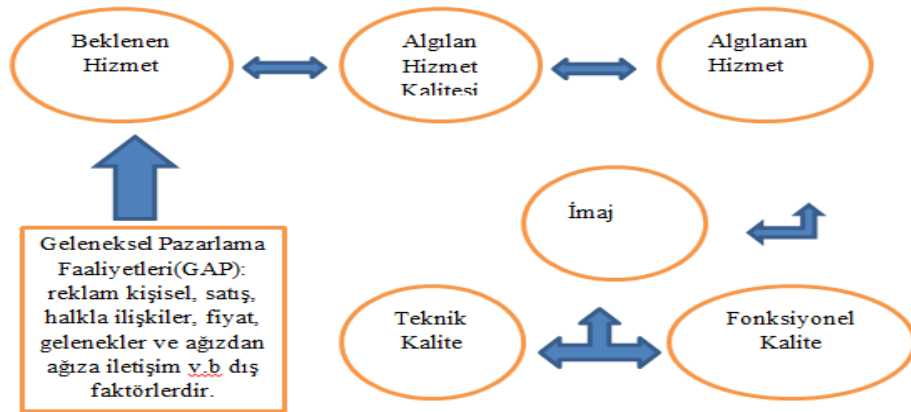 Beklenen
Hizmet
Algılan
Hizmet
Kalitesi
Algılanan
Hizmet
İmaj
Geleneksel Pazarlama
Faaliyetleri(GAP):
reklam kişisel, satış,
halkla ilişkiler, fiyat,
gelenekler ve ağızdan
ağıza iletişim v.b dış
faktörlerdir.
Teknik
Kalite
Fonksiyonel
Kalite